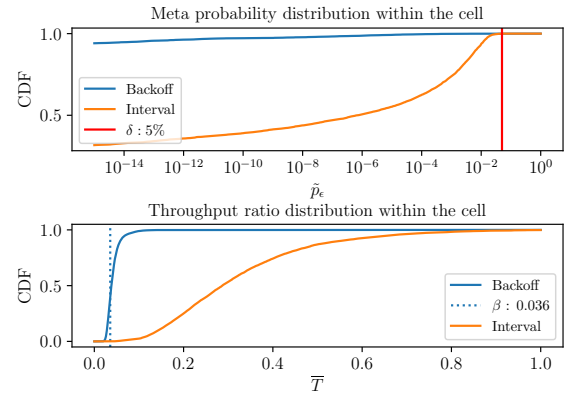 Meta probability distribution within the cell
CDF
1.0
0.5
Backoff
Interval
δ : 5%
10⁻¹⁴ 10⁻¹² 10⁻¹⁰ 10⁻⁸ 10⁻⁶ 10⁻⁴ 10⁻² 10⁰
p̃ϵ
Throughput ratio distribution within the cell
CDF
1.0
0.5
0.0
Backoff
β : 0.036
Interval
0.0 0.2 0.4 0.6 0.8 1.0
T̅